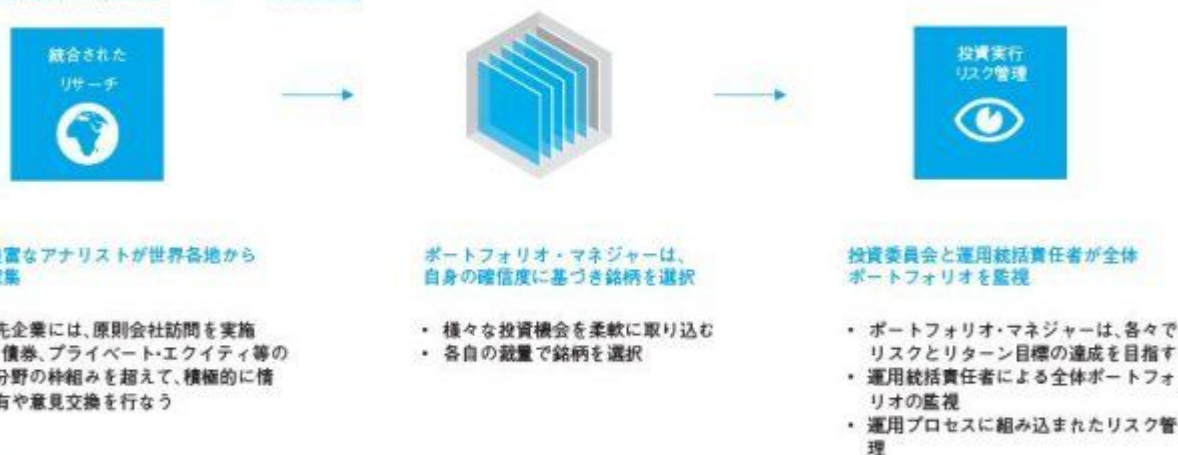 統合された
リサーチ
投資実行
リスク管理
富なアナリストが世界各地から
集
ポートフォリオ・マネジャーは、
自身の確信度に基づき銘柄を選択
投資委員会と運用統括責任者が全体
ポートフォリオを監視
先企業には、原則会社訪問を実施
債券、プライベート・エクイティ等の
分野の枠組みを超えて、積極的に情
有や意見交換を行なう
・ 様々な投資機会を柔軟に取り込む
・ 各自の裁量で銘柄を選択
・ ポートフォリオ・マネジャーは、各々で
リスクとリターン目標の達成を目指す
・ 運用統括責任者による全体ポートフォ
リオの監視
・ 運用プロセスに組み込まれたリスク管
理